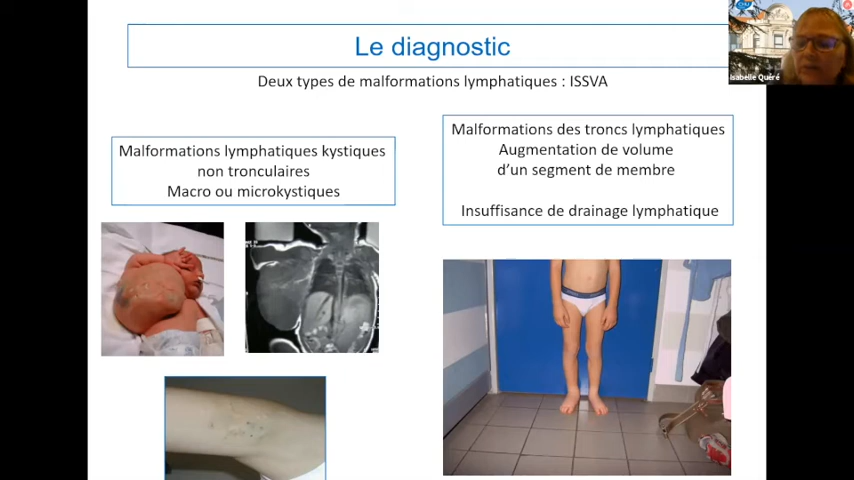 Le diagnostic
Deux types de malformations lymphatiques : ISSVA
Malformations lymphatiques kystiques
non tronculaires
Macro ou microkystiques
Malformations des troncs lymphatiques
Augmentation de volume
d'un segment de membre
Insuffisance de drainage lymphatique
CHU
Isabelle Quéré